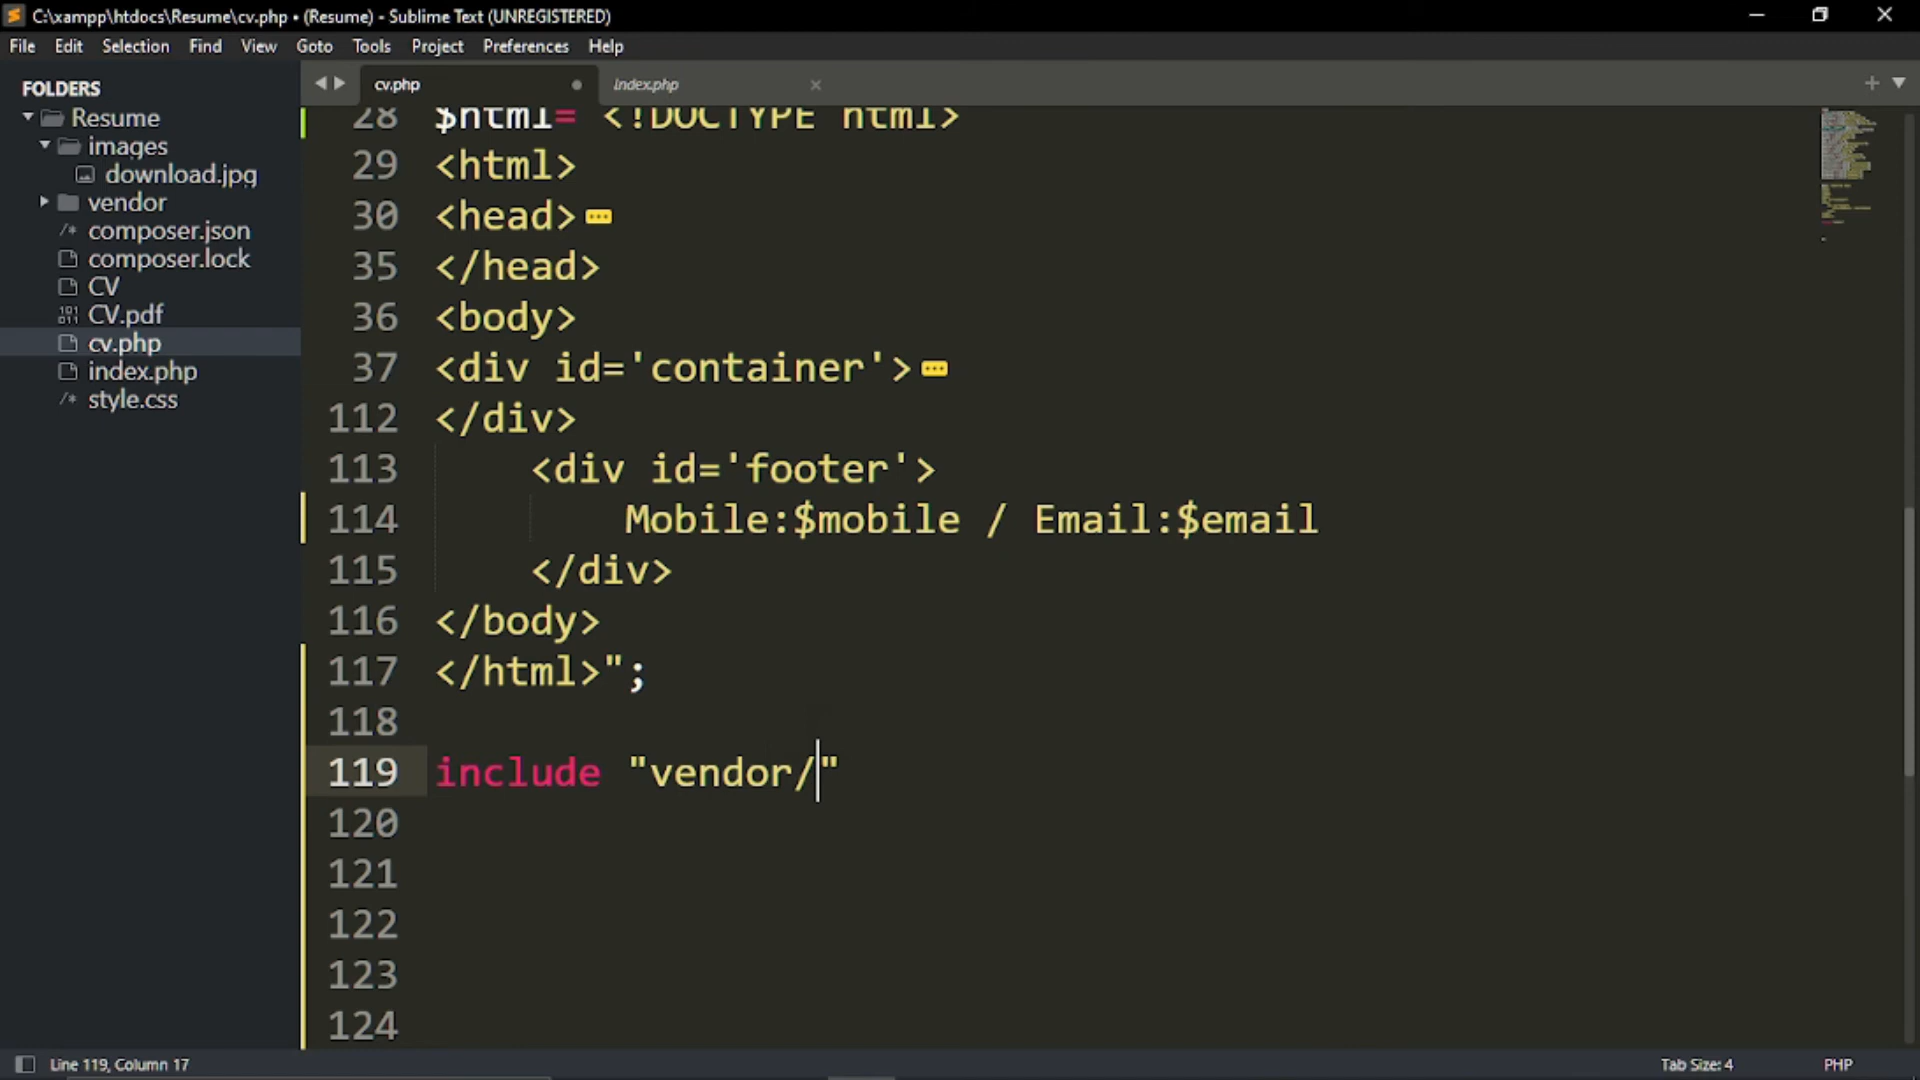 C:\xampp\htdocs\Resume\cv.php • (Resume) - Sublime Text (UNREGISTERED)
File Edit Selection Find View Goto Tools Project Preferences Help
FOLDERS
Resume
images
download.jpg
vendor
composer.json
composer.lock
CV
CV.pdf
cv.php
index.php
style.css
cv.php index.php
28 $html= <!DOCTYPE html>
29 <html>
30 <head>
35 </head>
36 <body>
37 <div id='container'>
112 </div>
113 <div id='footer'>
114 Mobile:$mobile / Email:$email
115 </div>
116 </body>
117 </html>";
118
119 include "vendor/"
120
121
122
123
124
Line 119, Column 17 Tab Size: 4 PHP